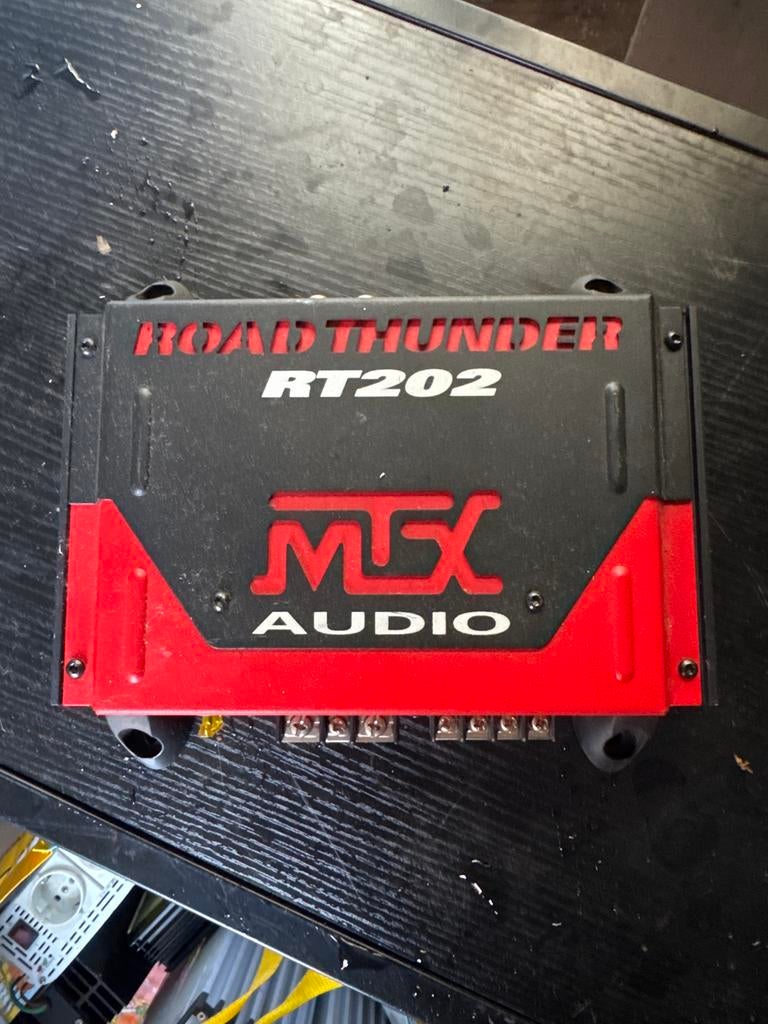 ROAD THUNDER
RT202
MTX
AUDIO